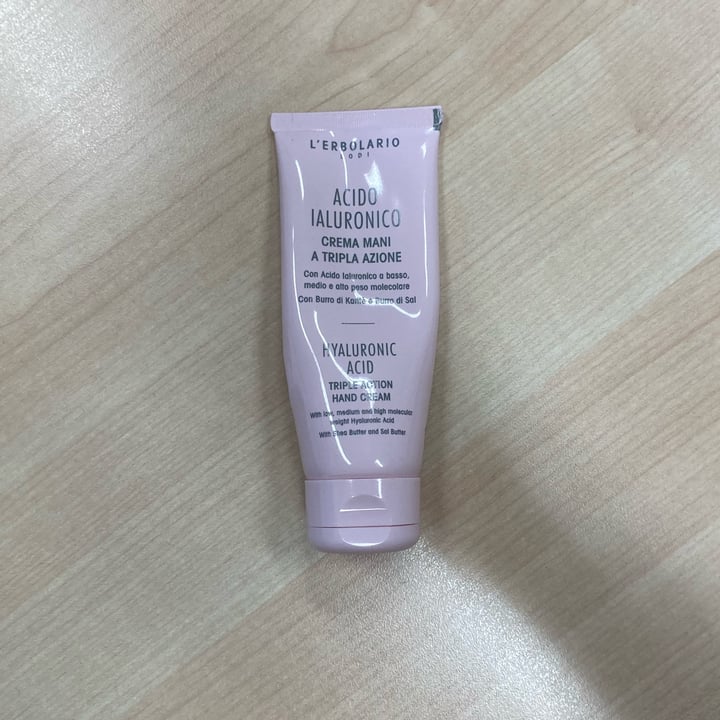 L'ERBOLARIO
LODI
ACIDO
IALURONICO
CREMA MANI
A TRIPLA AZIONE
Con Acido Ialuronico a basso,
medio e alto peso molecolare
Con Burro di Karité e Burro di Sal
HYALURONIC
ACID
TRIPLE ACTION
HAND CREAM
With low, medium and high molecular
weight Hyaluronic Acid
With Shea Butter and Sal Butter